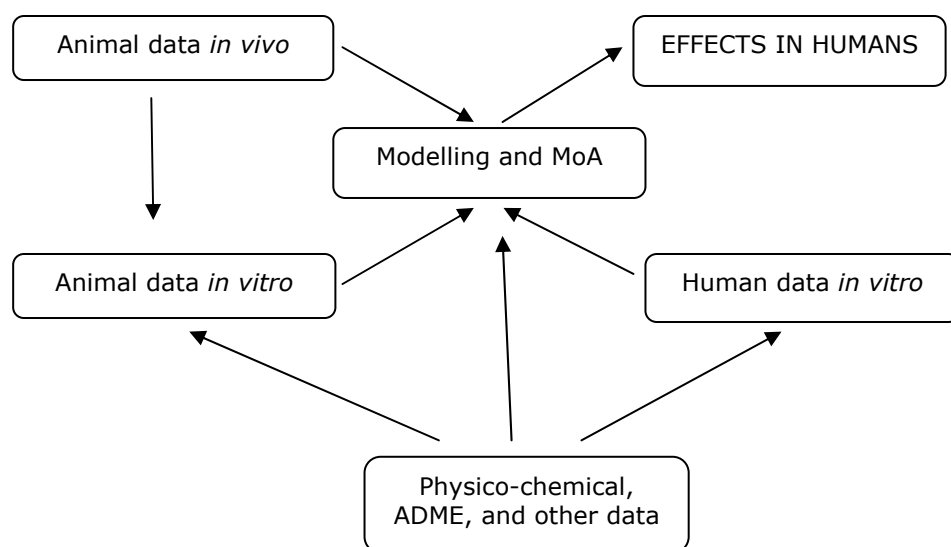 Animal data in vivo
EFFECTS IN HUMANS
Modelling and MoA
Animal data in vitro
Human data in vitro
Physico-chemical,
ADME, and other data